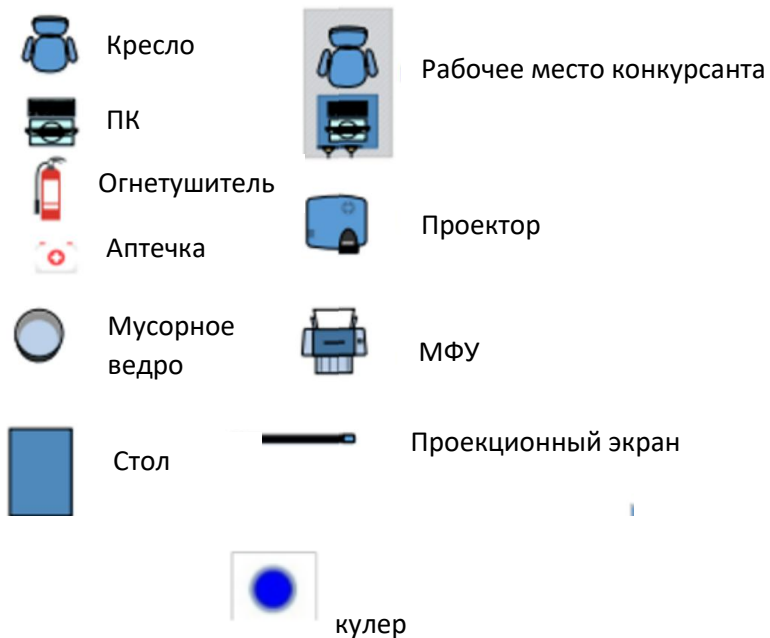 Кресло
Рабочее место конкурсанта
ПК
Огнетушитель
Проектор
Аптечка
Мусорное
ведро
МФУ
Стол
Проекционный экран
кулер